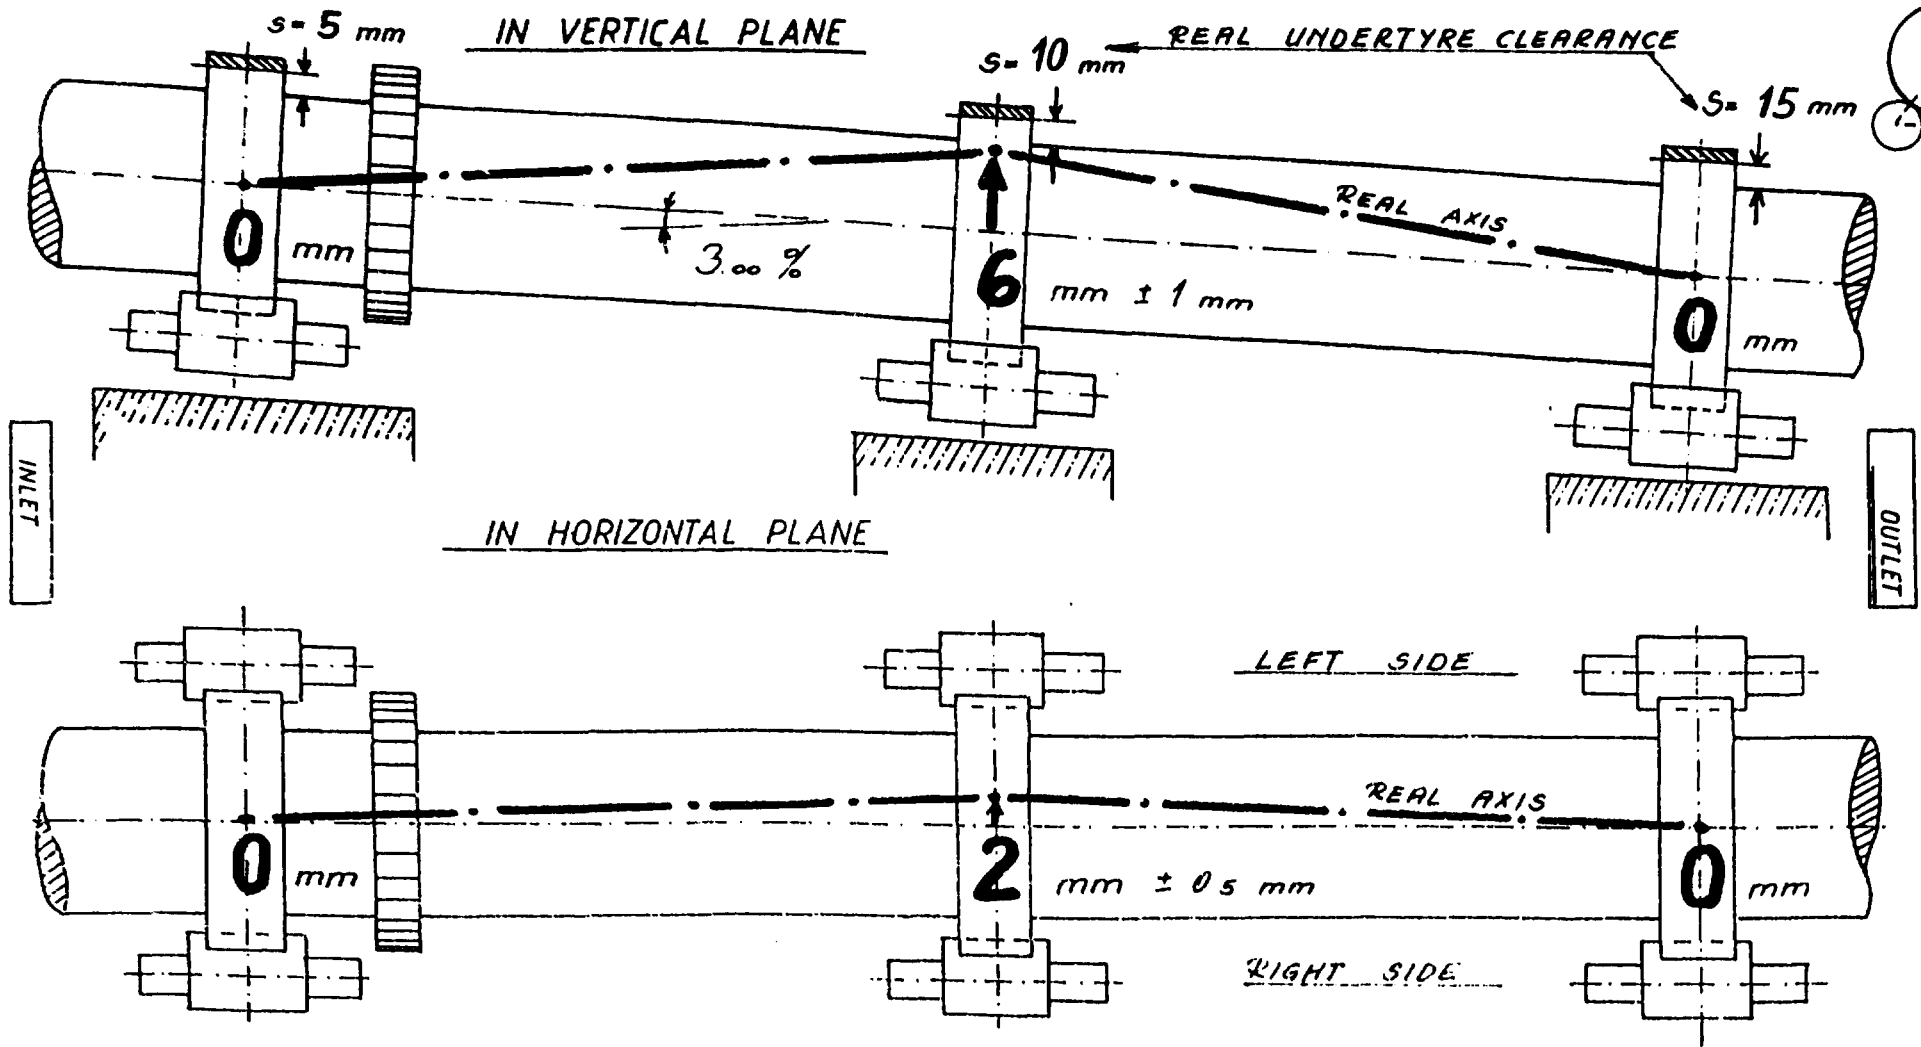 s= 5 mm
IN VERTICAL PLANE
REAL UNDERTYRE CLEARANCE
s= 10 mm
S= 15 mm
REAL AXIS
0 mm
3.00 %
6 mm ± 1 mm
0 mm
INLET
OUTLET
IN HORIZONTAL PLANE
LEFT SIDE
REAL AXIS
0 mm
2 mm ± 0 5 mm
0 mm
RIGHT SIDE